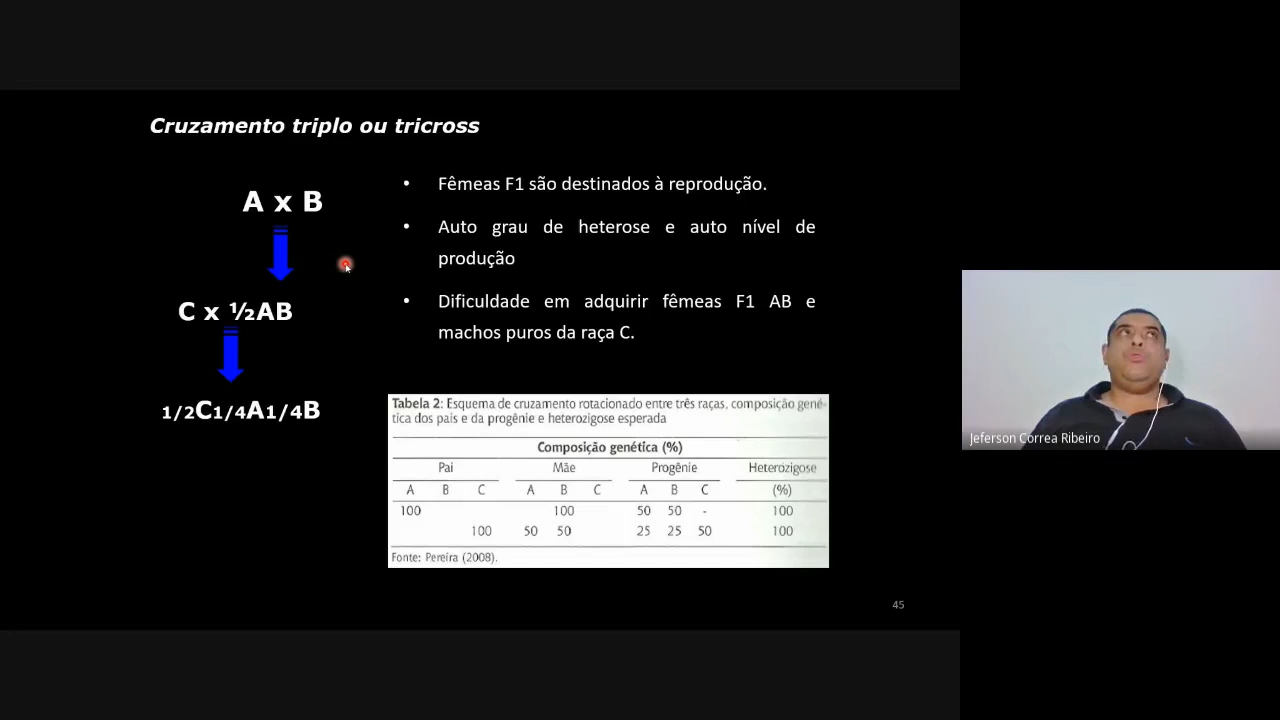 Cruzamento triplo ou tricross
A x B
C x ½AB
1/2C1/4A1/4B
• Fêmeas F1 são destinados à reprodução.
• Auto grau de heterose e auto nível de
produção
• Dificuldade em adquirir fêmeas F1 AB e
machos puros da raça C.
Tabela 2: Esquema de cruzamento rotacionado entre três raças, composição gené-
tica dos pais e da progênie e heterozigose esperada
Composição genética (%)
Pai Mãe Progênie Heterozigose
A B C A B C A B C (%)
100 100 50 50 - 100
100 50 50 25 25 50 100
Fonte: Pereira (2008).
45
Jeferson Correa Ribeiro